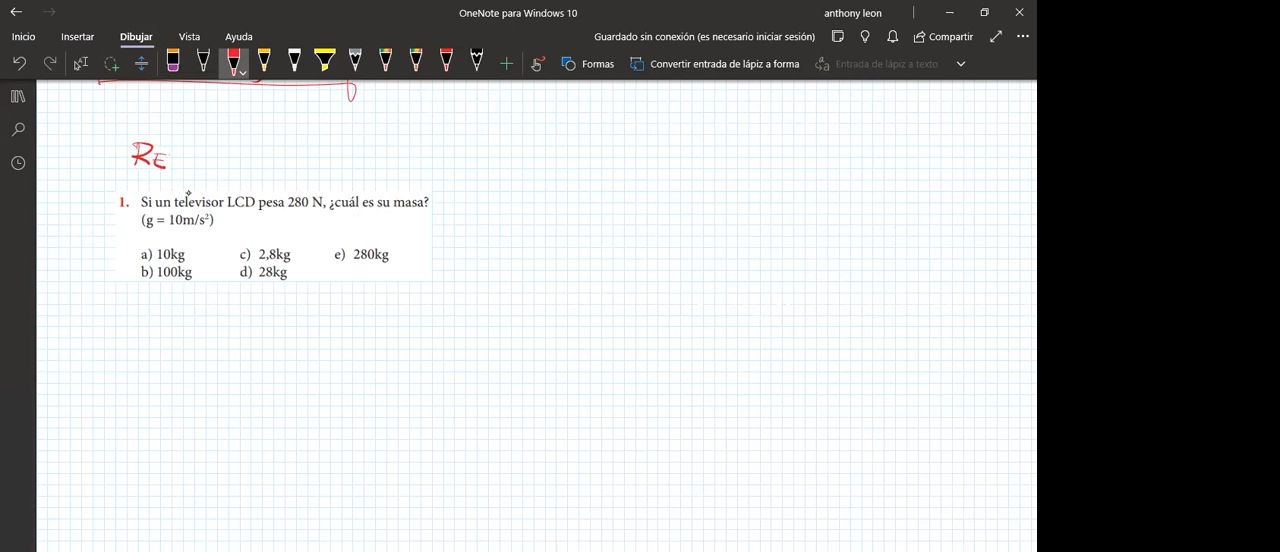 OneNote para Windows 10
anthony leon
Inicio Insertar Dibujar Vista Ayuda
Guardado sin conexión (es necesario iniciar sesión)
Compartir
Formas
Convertir entrada de lápiz a forma
Entrada de lápiz a texto
RE
1. Si un televisor LCD pesa 280 N, ¿cuál es su masa?
(g = 10m/s²)
a) 10kg c) 2,8kg e) 280kg
b) 100kg d) 28kg